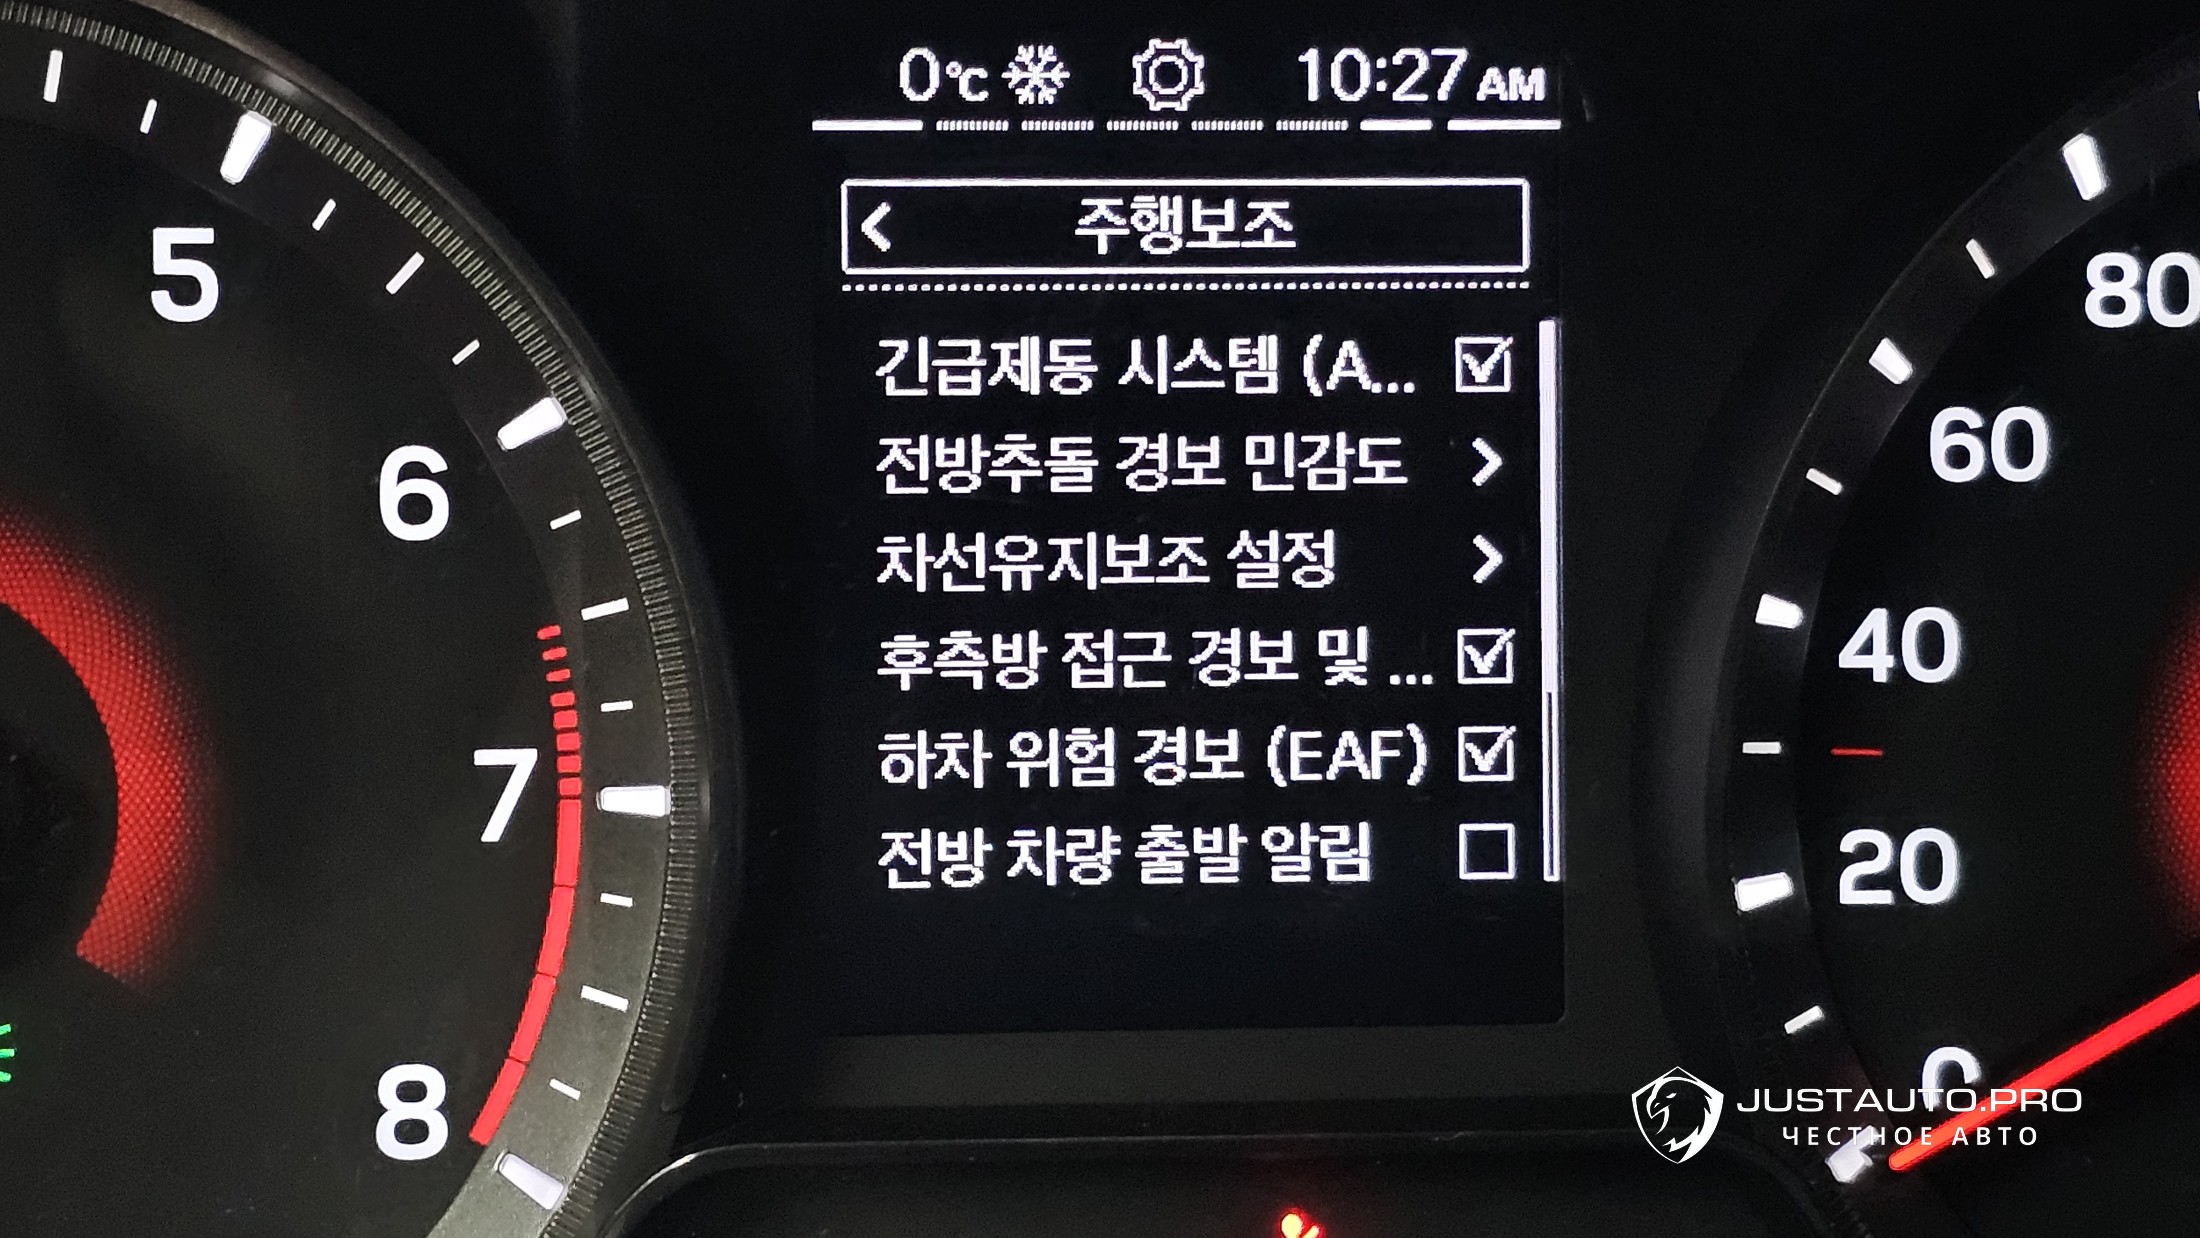 0°C 10:27 AM
주행보조
긴급제동 시스템 (A...
전방추돌 경보 민감도
차선유지보조 설정
후측방 접근 경보 및 ...
하차 위험 경보 (EAF)
전방 차량 출발 알림
5
6
7
8
80
60
40
20
0
JUSTAUTO.PRO
ЧЕСТНОЕ АВТО